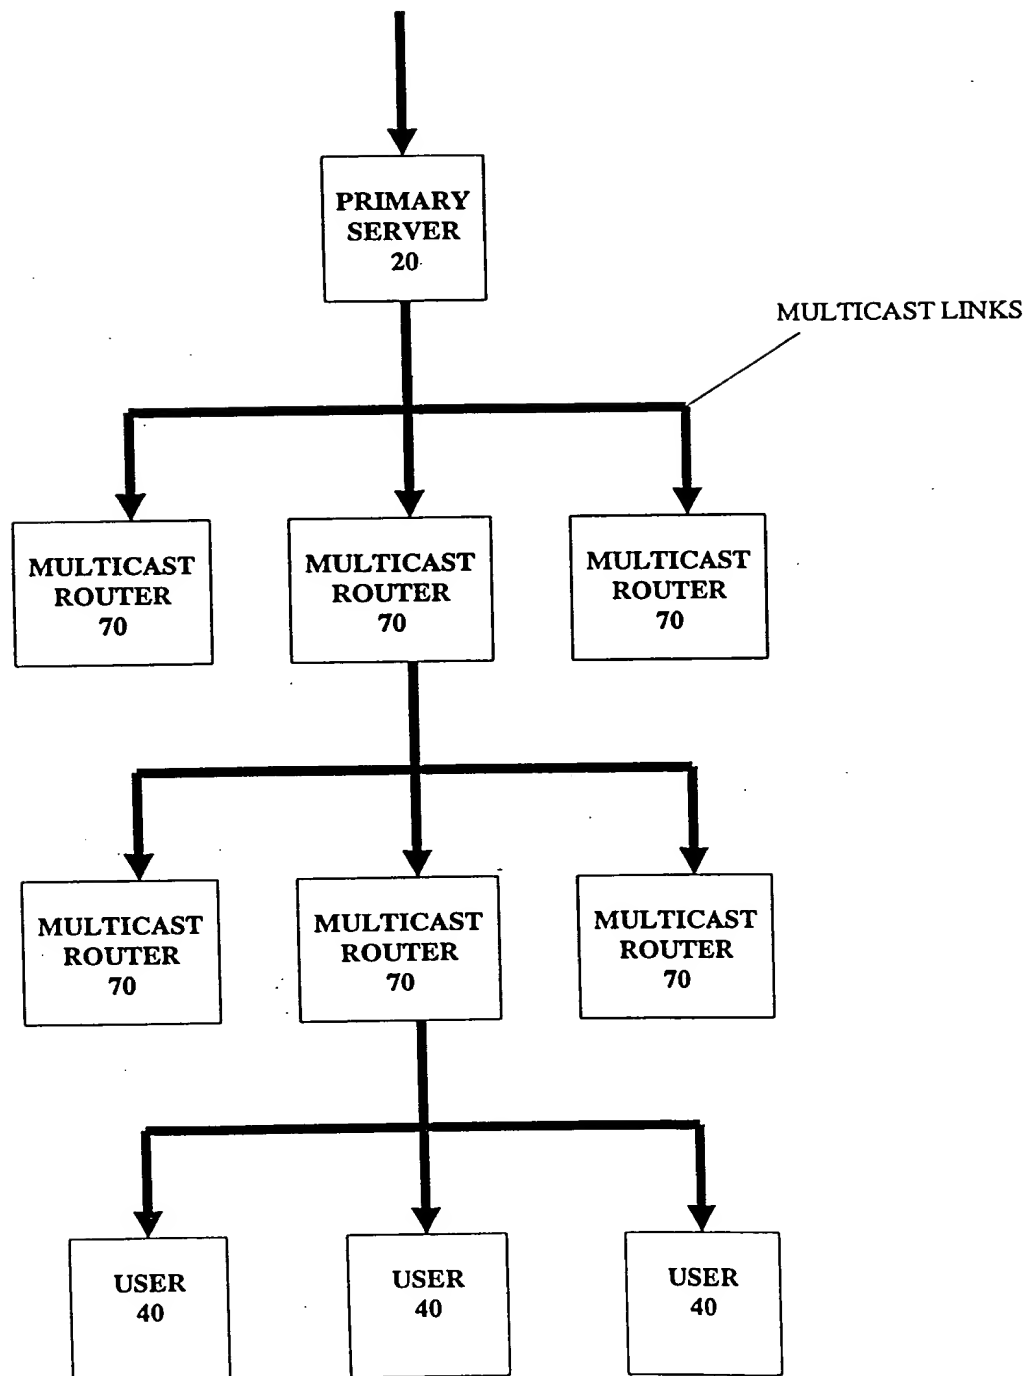 PRIMARY
SERVER
20
MULTICAST LINKS
MULTICAST
ROUTER
70
MULTICAST
ROUTER
70
MULTICAST
ROUTER
70
MULTICAST
ROUTER
70
MULTICAST
ROUTER
70
MULTICAST
ROUTER
70
USER
40
USER
40
USER
40